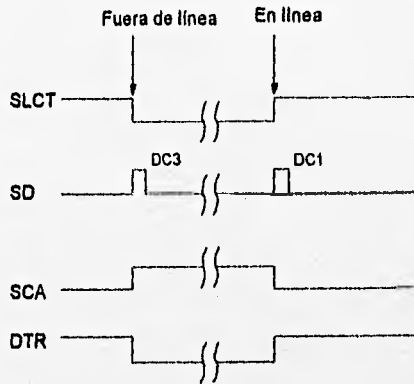 Fuera de línea En línea
SLCT
DC3 DC1
SD
SCA
DTR